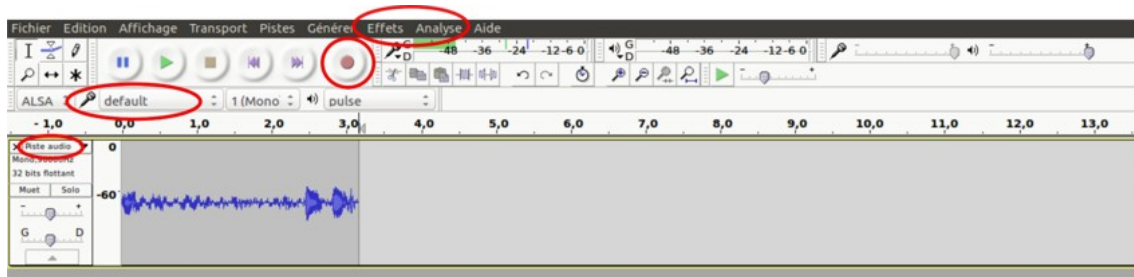 Fichier Edition Affichage Transport Pistes Générer Effets Analyse Aide
G D -48 -36 -24 -12 -6 0 G D -48 -36 -24 -12 -6 0
ALSA default 1 (Mono pulse
- 1,0 0,0 1,0 2,0 3,0 4,0 5,0 6,0 7,0 8,0 9,0 10,0 11,0 12,0 13,0
X Piste audio 0
Mono,
32 bits flottant
Muet Solo -60
- +
G D